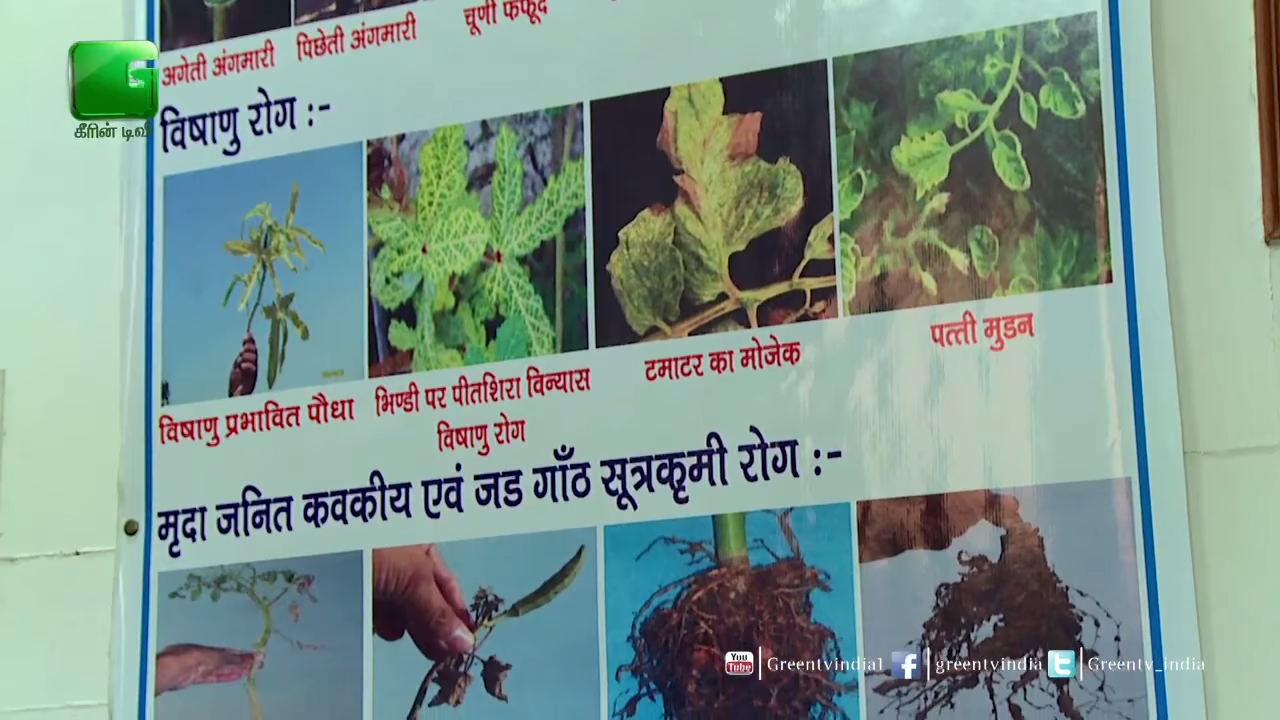 अगेती अंगमारी पिछेती अंगमारी चूणी फफूंद
கிரின் டிவி
विषाणु रोग :-
विषाणु प्रभावित पौधा भिण्डी पर पीतशिरा विन्यास
विषाणु रोग
टमाटर का मोजेक
पत्ती मुडन
मृदा जनित कवकीय एवं जड गाँठ सूत्रकृमी रोग :-
You Tube Greentvindia1 greentvindia Greentv_india